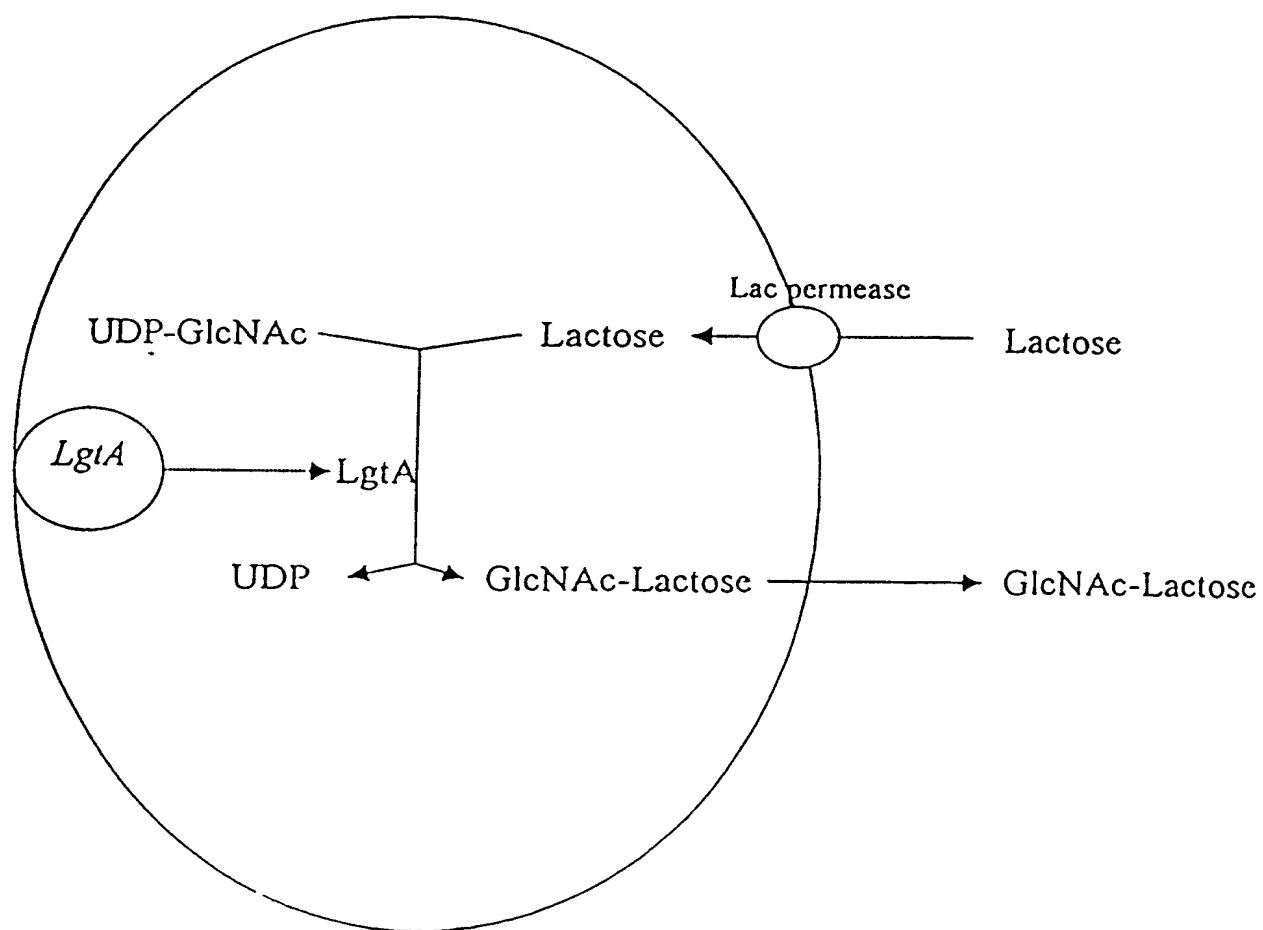 Lac permease
UDP-GlcNAc
Lactose
Lactose
LgtA
LgtA
UDP
GlcNAc-Lactose
GlcNAc-Lactose